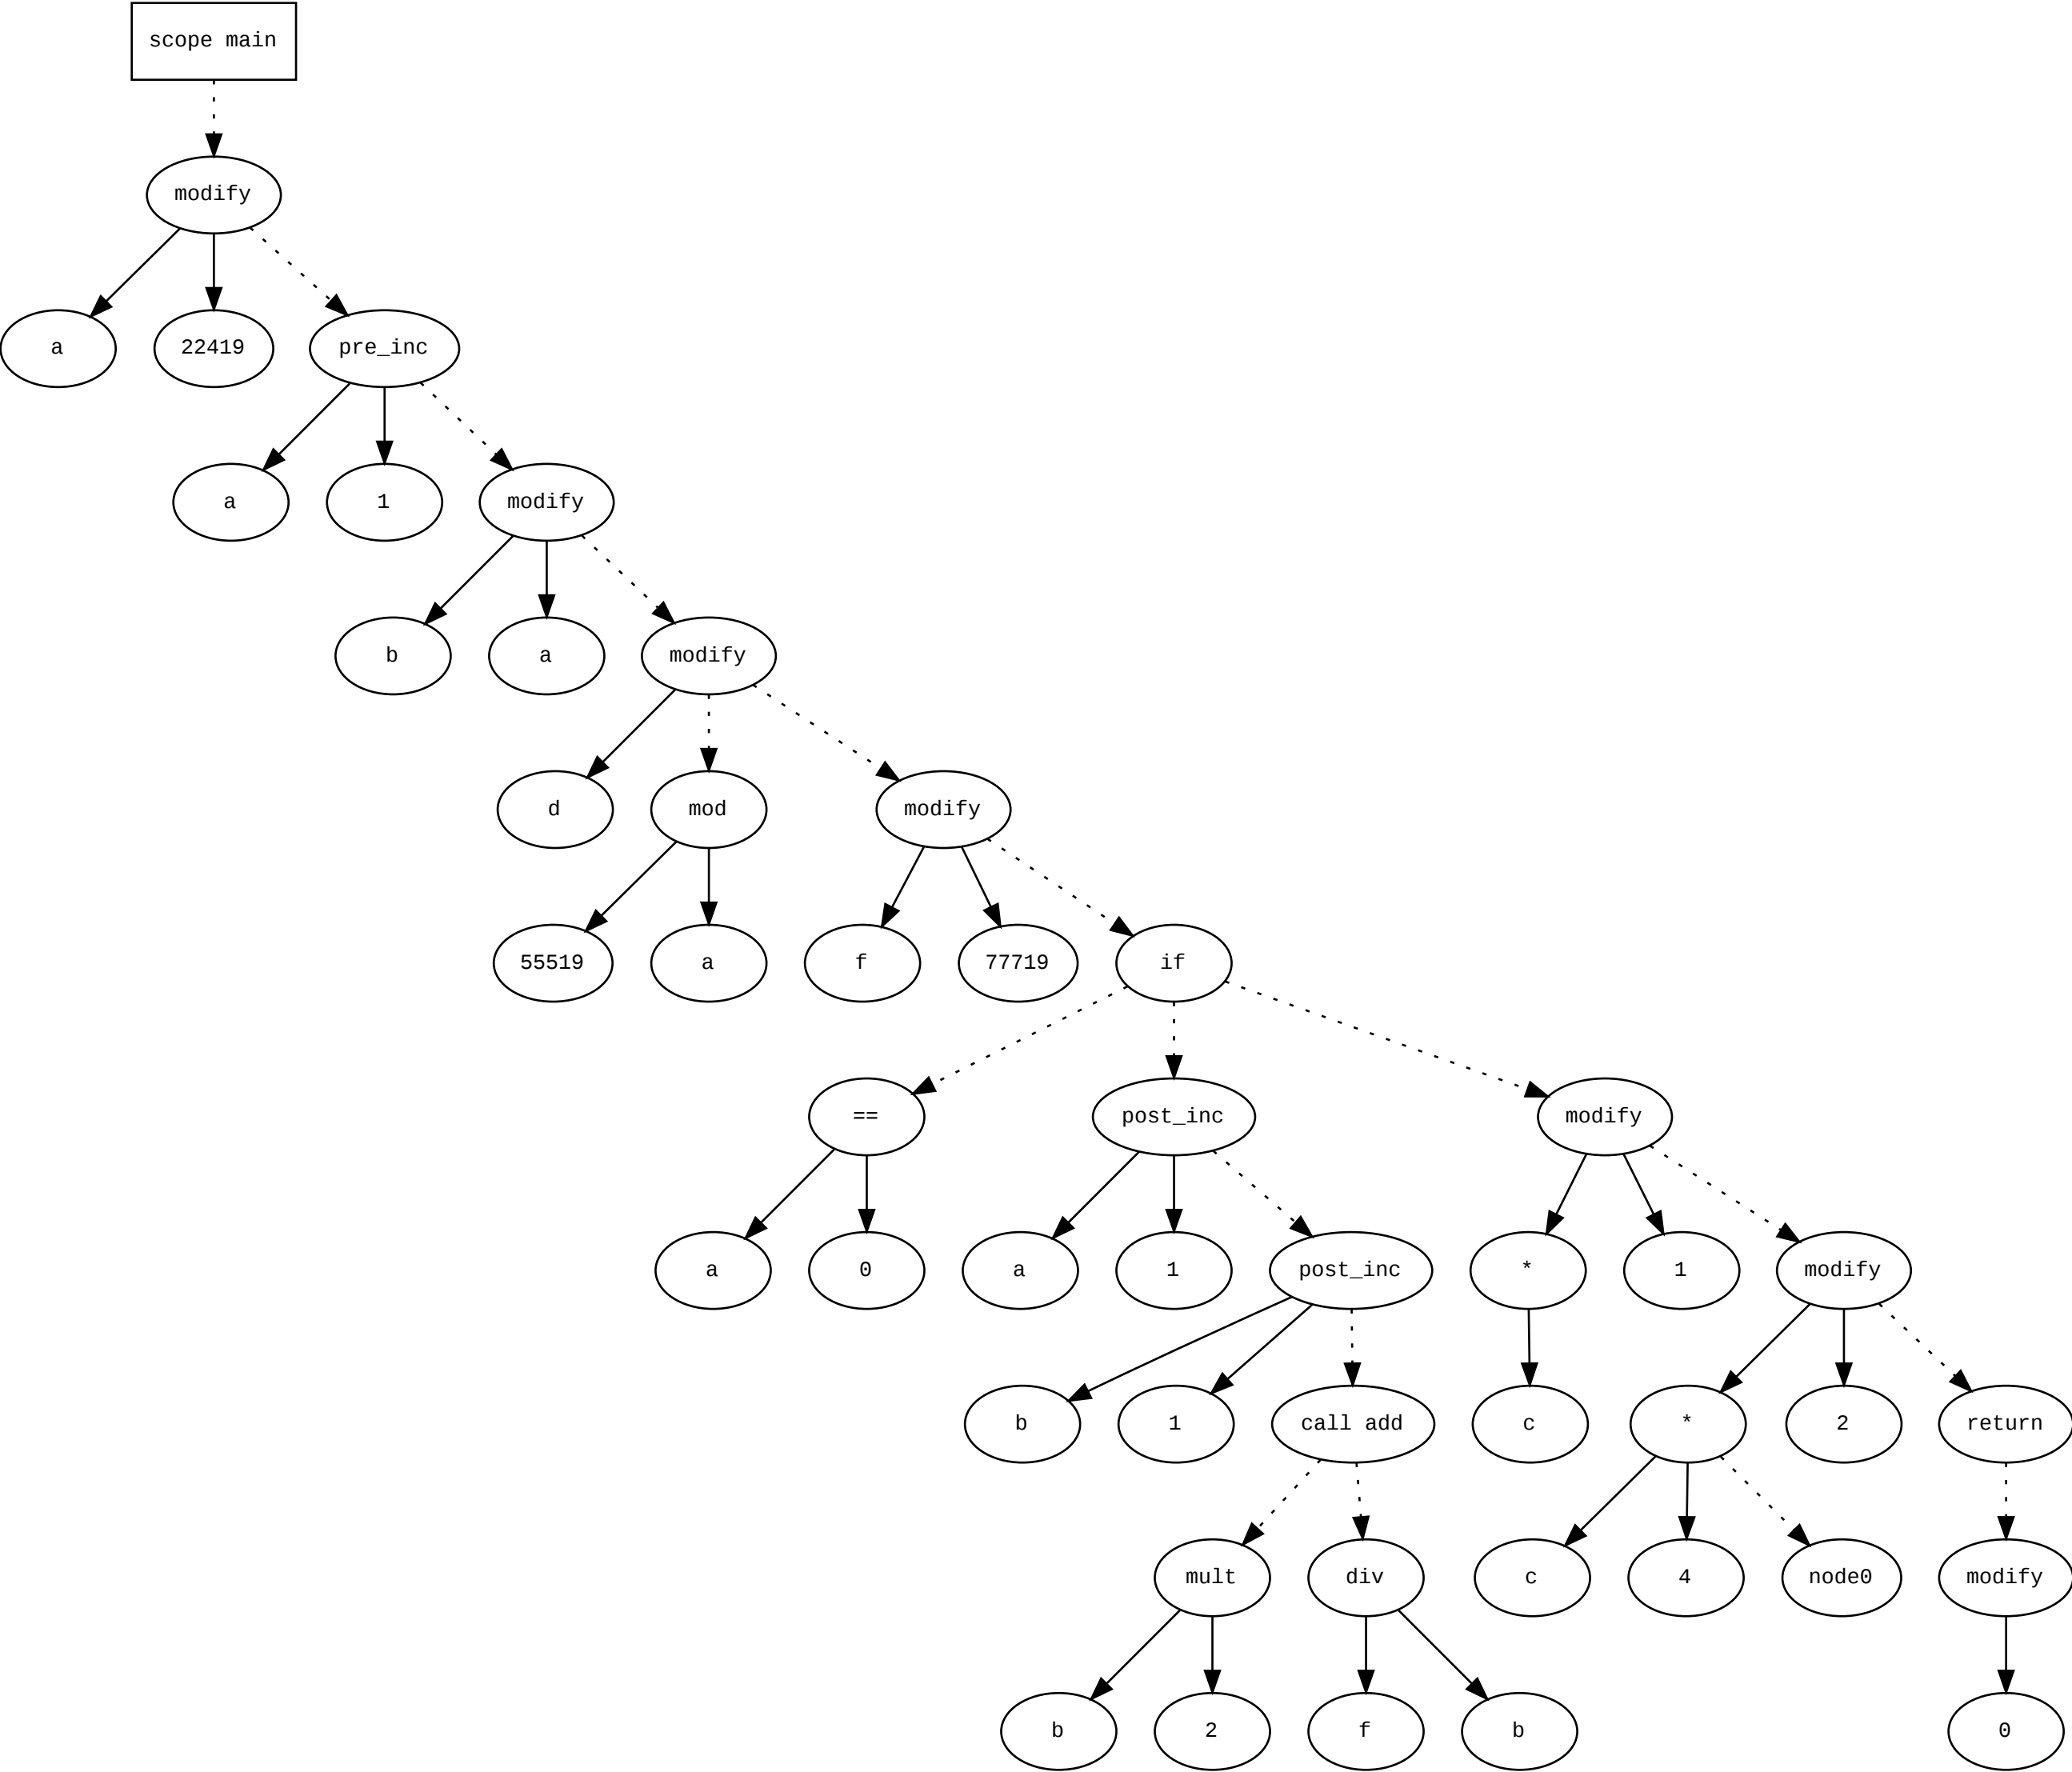 scope main
modify
a
22419
pre_inc
a
1
modify
b
a
modify
d
mod
modify
55519
a
f
77719
if
==
post_inc
modify
a
0
a
1
post_inc
*
1
modify
b
1
call add
c
*
2
return
mult
div
c
4
node0
modify
b
2
f
b
0